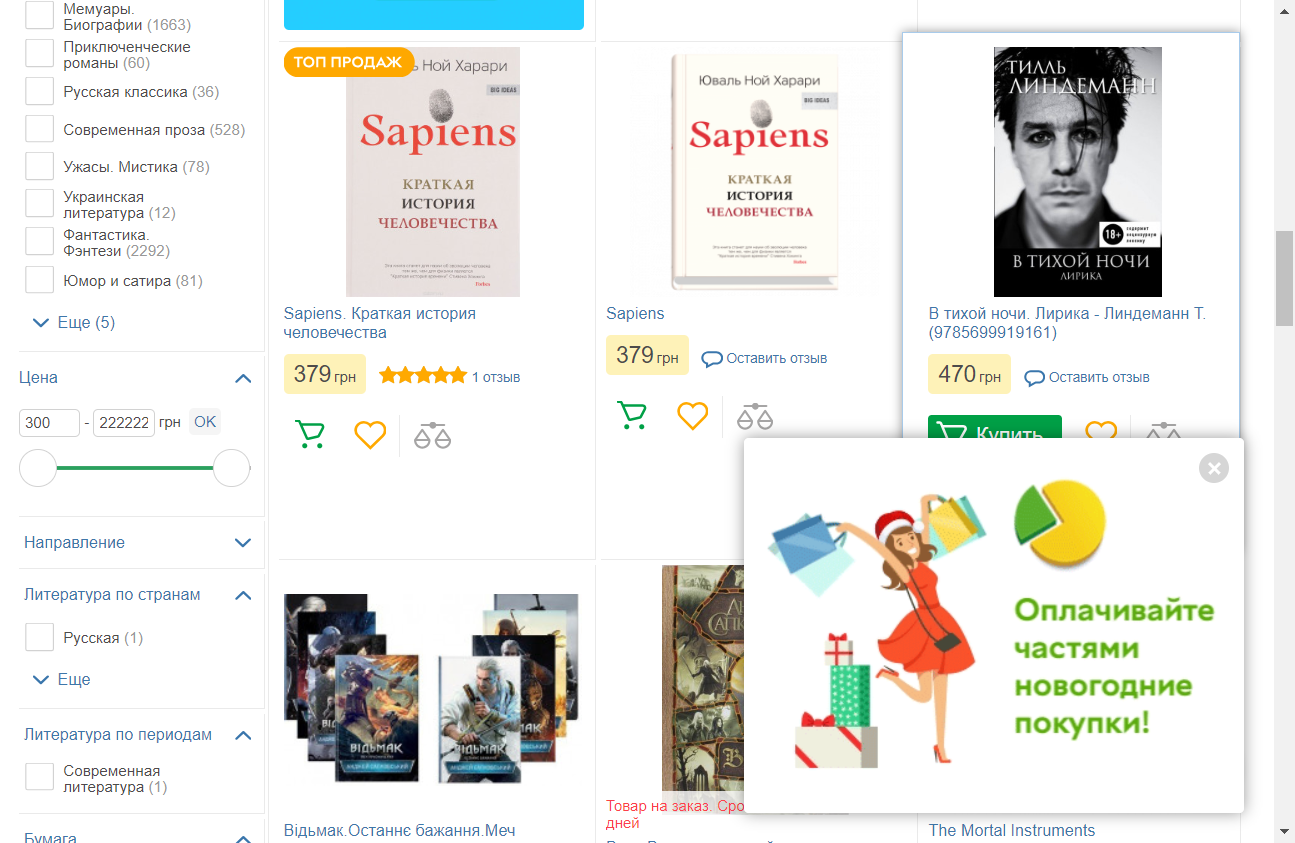 Мемуары.
Биографии (1663)
Приключенческие
романы (60)
Русская классика (36)
Современная проза (528)
Ужасы. Мистика (78)
Украинская
литература (12)
Фантастика.
Фэнтези (2292)
Юмор и сатира (81)
Еще (5)
Цена
300 - 222222 грн OK
Направление
Литература по странам
Русская (1)
Еще
Литература по периодам
Современная
литература (1)
Бумага
ТОП ПРОДАЖ
Ной Харари
BIG IDEAS
Sapiens
КРАТКАЯ
ИСТОРИЯ
ЧЕЛОВЕЧЕСТВА
Forbes
Sapiens. Краткая история
человечества
379 грн
1 отзыв
Юваль Ной Харари
BIG IDEAS
Sapiens
КРАТКАЯ
ИСТОРИЯ
ЧЕЛОВЕЧЕСТВА
Forbes
Sapiens
379 грн
Оставить отзыв
ТИЛЛЬ
ЛИНДЕМАНН
18+
содержит
нецензурную
лексику
В ТИХОЙ НОЧИ
ЛИРИКА
В тихой ночи. Лирика - Линдеманн Т.
(9785699919161)
470 грн
Оставить отзыв
Купить
ВІДЬМАК
ВІДЬМАК
Відьмак.Останнє бажання.Меч
Товар на заказ.
дней
Оплачивайте
частями
новогодние
покупки!
The Mortal Instruments